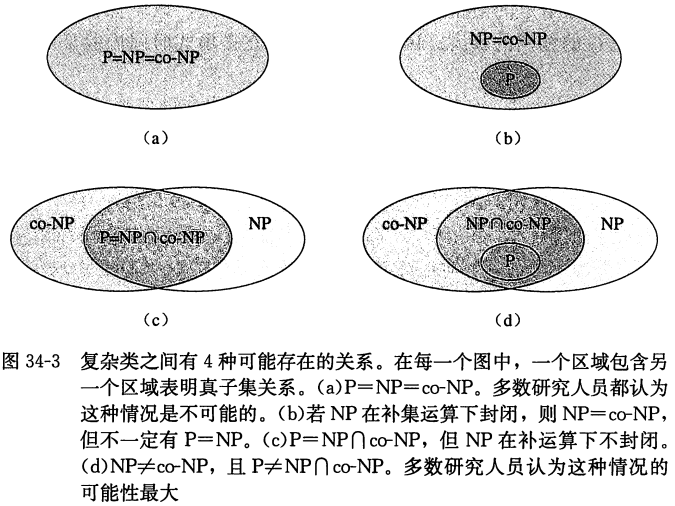 P=NP=co-NP
(a)
NP=co-NP
P
(b)
co-NP
P=NP∩co-NP
NP
(c)
co-NP
NP∩co-NP
NP
P
(d)
图 34-3 复杂类之间有 4 种可能存在的关系。在每一个图中，一个区域包含另
一个区域表明真子集关系。(a)P=NP=co-NP。多数研究人员都认为
这种情况是不可能的。(b)若 NP 在补集运算下封闭，则 NP=co-NP，
但不一定有 P=NP。(c)P=NP∩co-NP，但 NP 在补运算下不封闭。
(d)NP≠co-NP，且 P≠NP∩co-NP。多数研究人员认为这种情况的
可能性最大